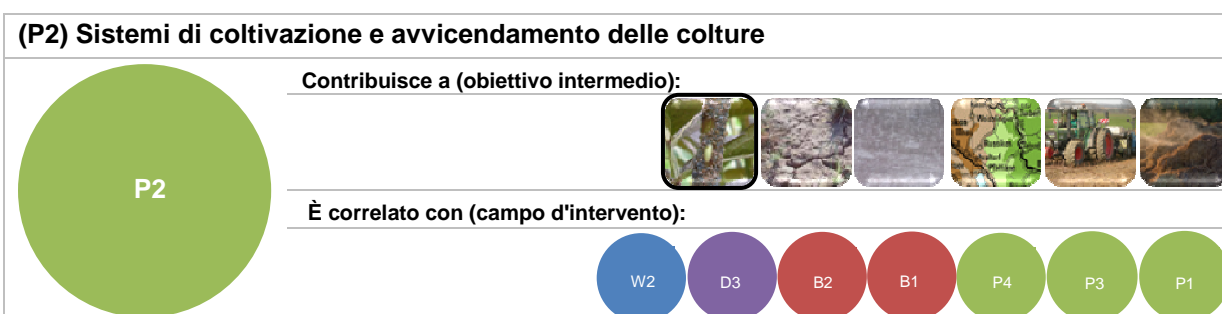 (P2) Sistemi di coltivazione e avvicendamento delle colture
Contribuisce a (obiettivo intermedio):
P2
È correlato con (campo d'intervento):
W2 D3 B2 B1 P4 P3 P1